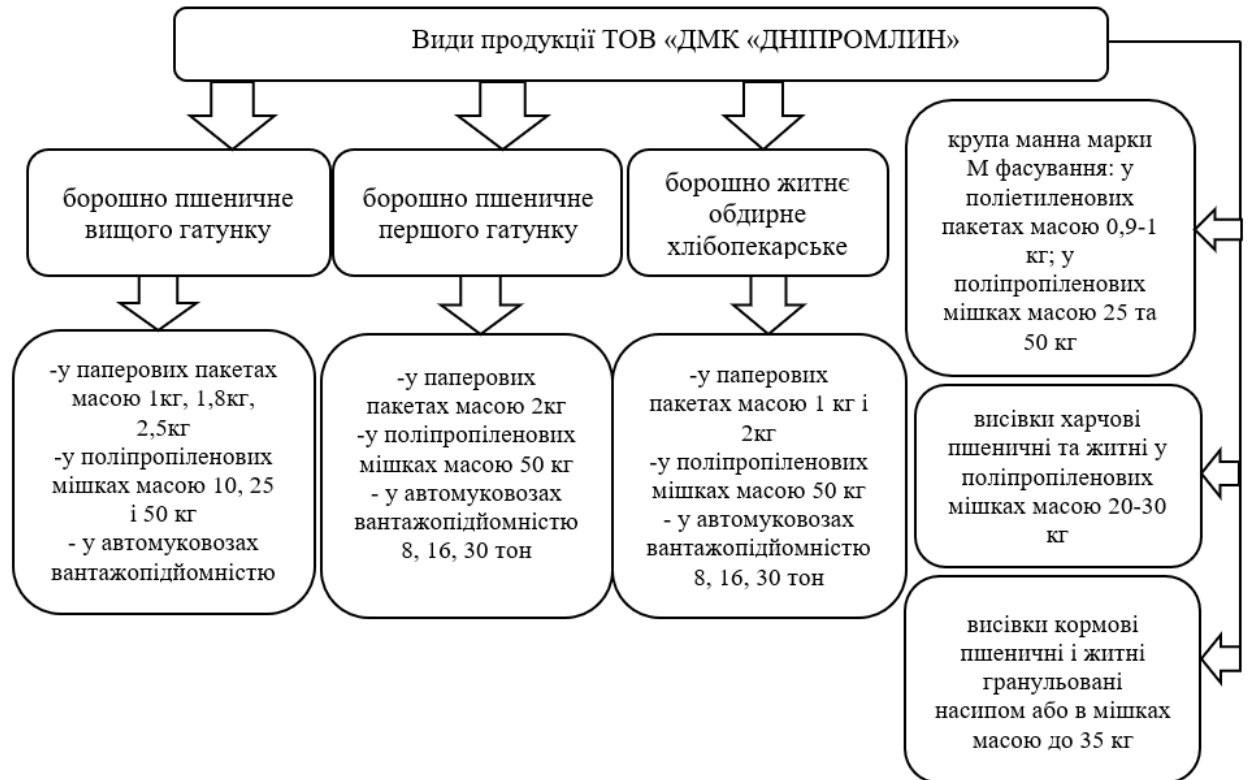 Види продукції ТОВ «ДМК «ДНІПРОМЛИН»
борошно пшеничне
вищого гатунку
борошно пшеничне
першого гатунку
борошно житнє
обдирне
хлібопекарське
-у паперових пакетах
масою 1кг, 1,8кг,
2,5кг
-у поліпропіленових
мішках масою 10, 25
і 50 кг
- у автомуковозах
вантажопідйомністю
-у паперових
пакетах масою 2кг
-у поліпропіленових
мішках масою 50 кг
- у автомуковозах
вантажопідйомністю
8, 16, 30 тон
-у паперових
пакетах масою 1 кг і
2кг
-у поліпропіленових
мішках масою 50 кг
- у автомуковозах
вантажопідйомністю
8, 16, 30 тон
крупа манна марки
М фасування: у
поліетиленових
пакетах масою 0,9-1
кг; у
поліпропіленових
мішках масою 25 та
50 кг
висівки харчові
пшеничні та житні у
поліпропіленових
мішках масою 20-30
кг
висівки кормові
пшеничні і житні
гранульовані
насипом або в мішках
масою до 35 кг